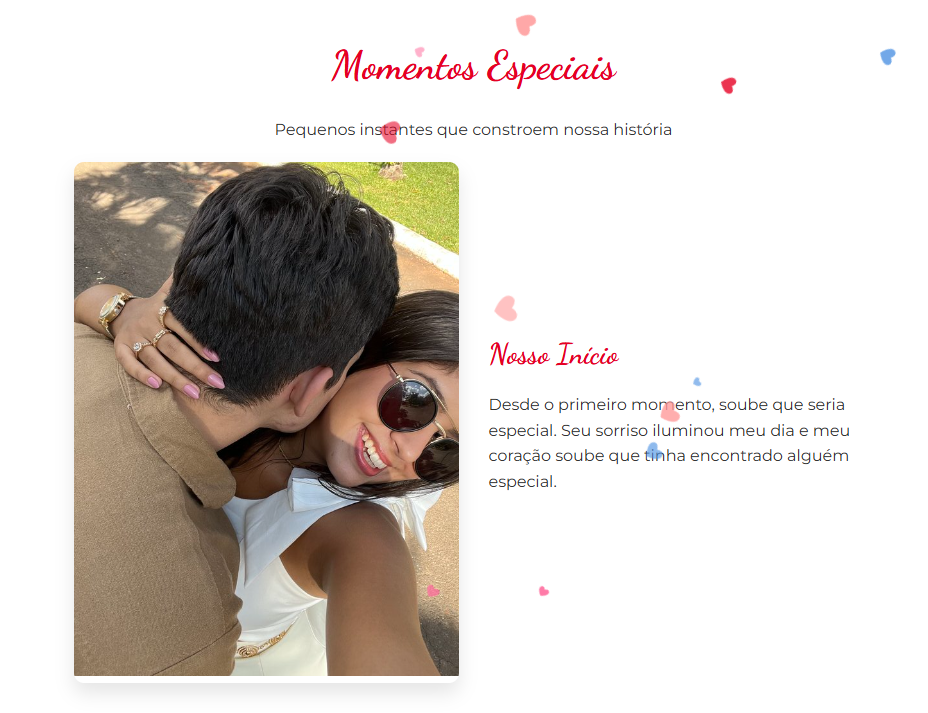 Momentos Especiais
Pequenos instantes que constroem nossa história
Nosso Início
Desde o primeiro momento, soube que seria
especial. Seu sorriso iluminou meu dia e meu
coração soube que tinha encontrado alguém
especial.